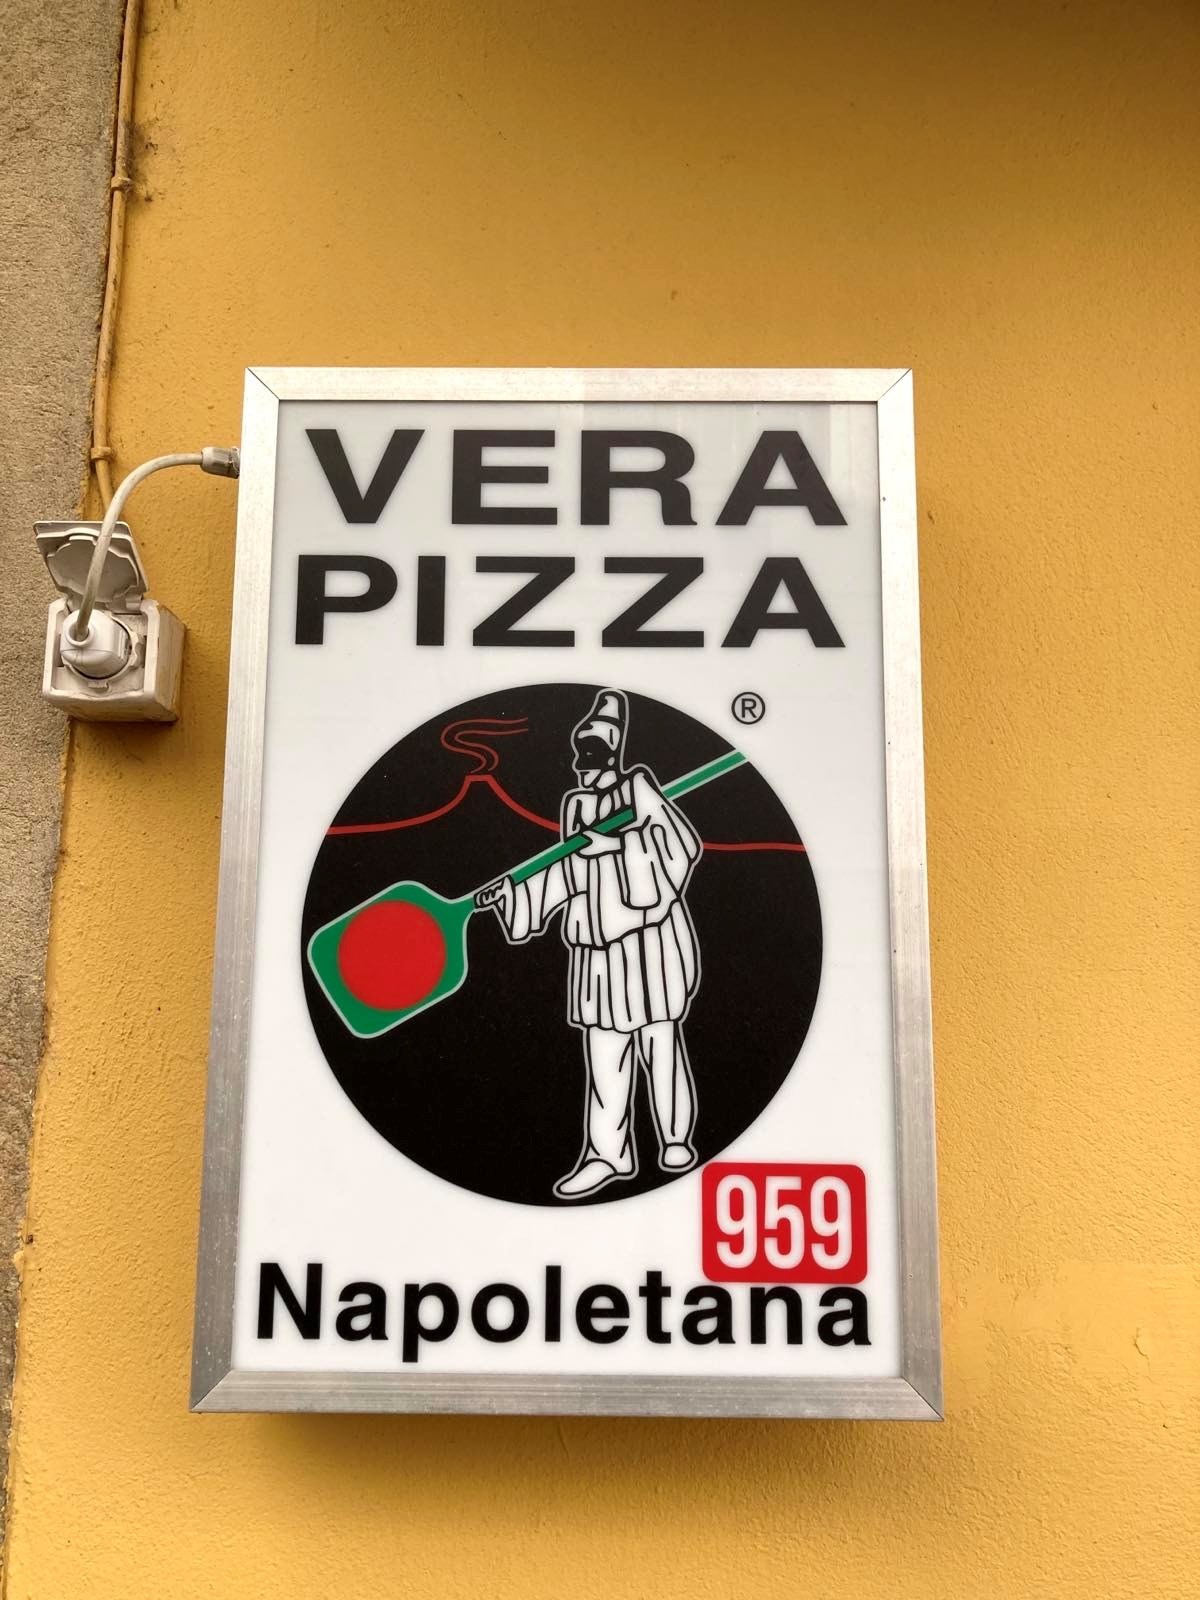 VERA
PIZZA
®
959
Napoletana